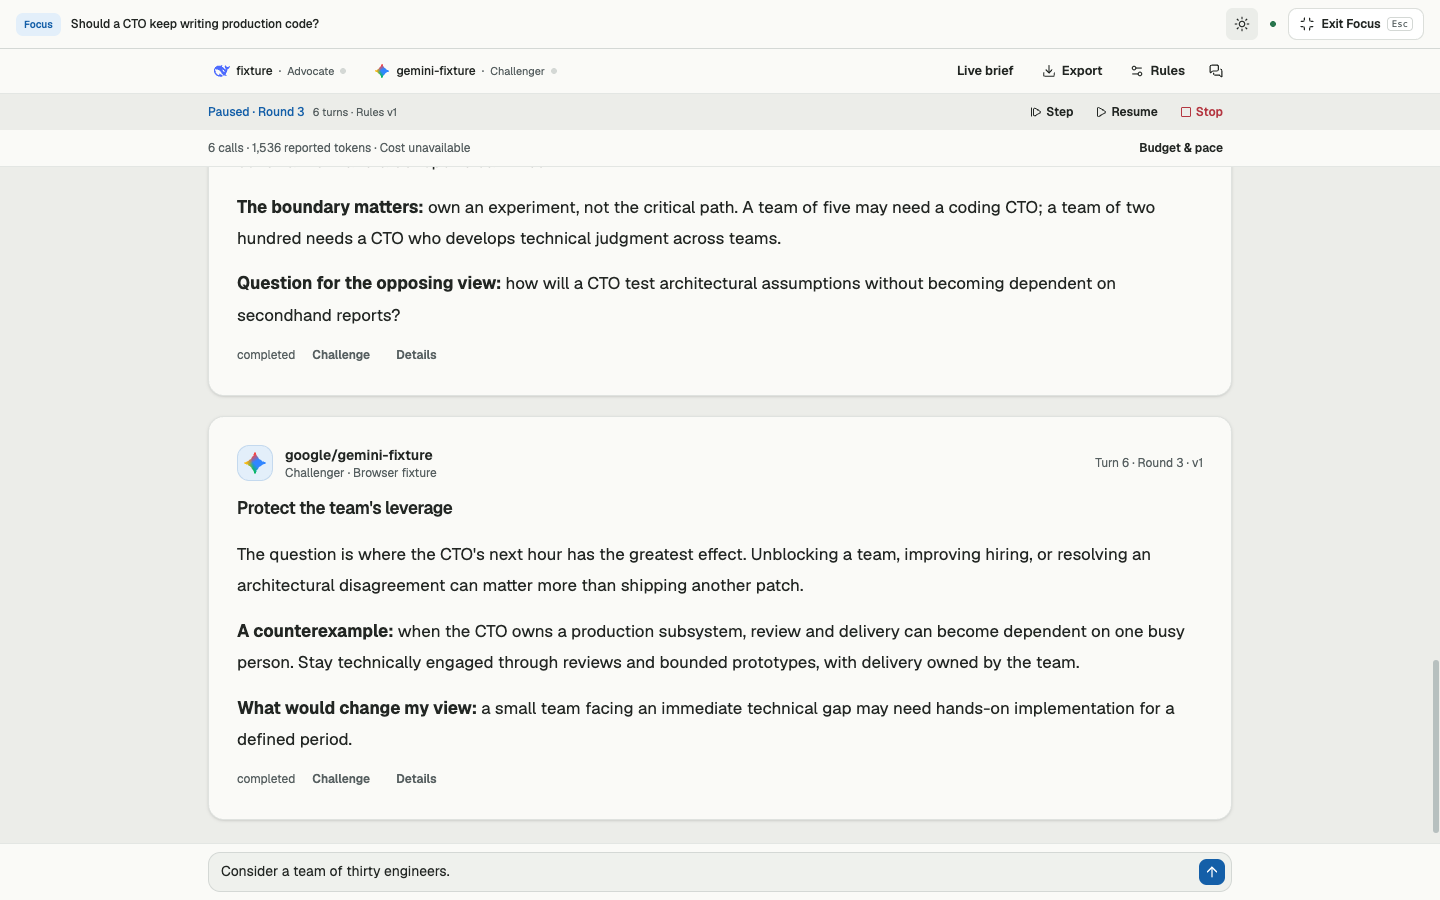 Focus Should a CTO keep writing production code? Exit Focus Esc
fixture · Advocate gemini-fixture · Challenger Live brief Export Rules
Paused · Round 3 6 turns · Rules v1 Step Resume Stop
6 calls · 1,536 reported tokens · Cost unavailable Budget & pace
The boundary matters: own an experiment, not the critical path. A team of five may need a coding CTO; a team of two
hundred needs a CTO who develops technical judgment across teams.
Question for the opposing view: how will a CTO test architectural assumptions without becoming dependent on
secondhand reports?
completed Challenge Details
google/gemini-fixture
Challenger · Browser fixture
Turn 6 · Round 3 · v1
Protect the team's leverage
The question is where the CTO's next hour has the greatest effect. Unblocking a team, improving hiring, or resolving an
architectural disagreement can matter more than shipping another patch.
A counterexample: when the CTO owns a production subsystem, review and delivery can become dependent on one busy
person. Stay technically engaged through reviews and bounded prototypes, with delivery owned by the team.
What would change my view: a small team facing an immediate technical gap may need hands-on implementation for a
defined period.
completed Challenge Details
Consider a team of thirty engineers.